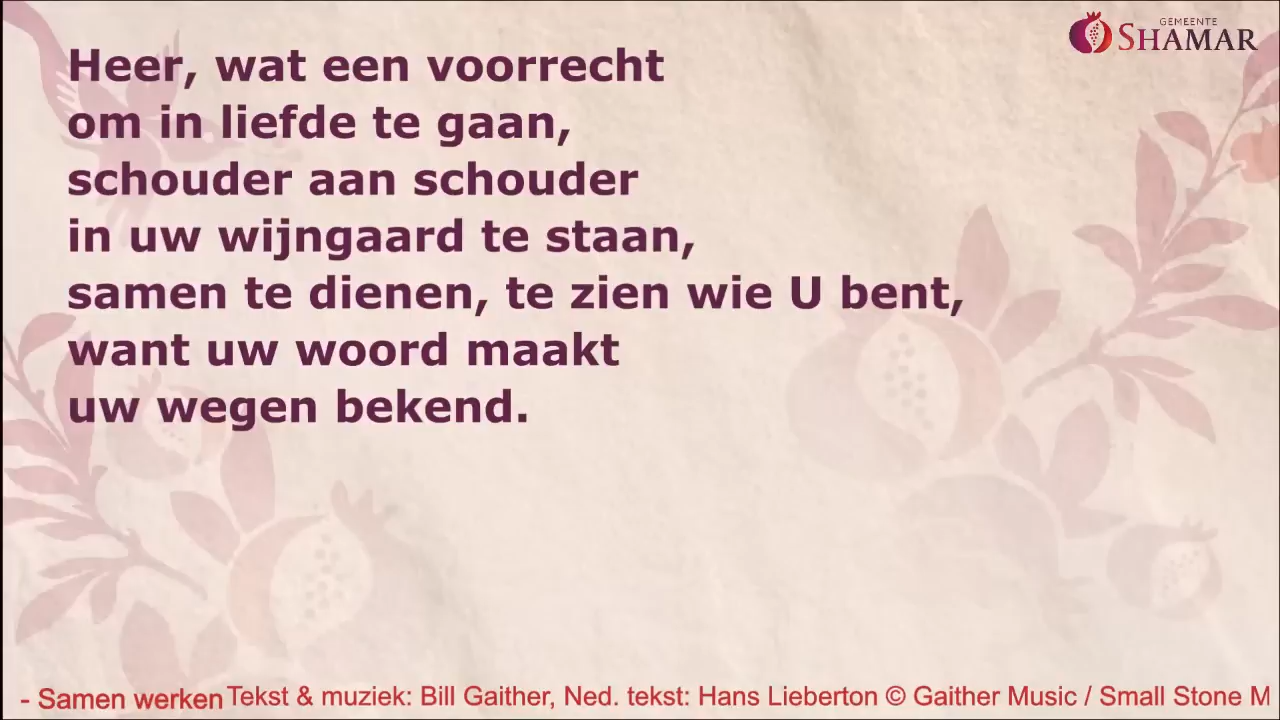 GEMEENTE
SHAMAR
Heer, wat een voorrecht
om in liefde te gaan,
schouder aan schouder
in uw wijngaard te staan,
samen te dienen, te zien wie U bent,
want uw woord maakt
uw wegen bekend.
- Samen werken Tekst & muziek: Bill Gaither, Ned. tekst: Hans Lieberton © Gaither Music / Small Stone M